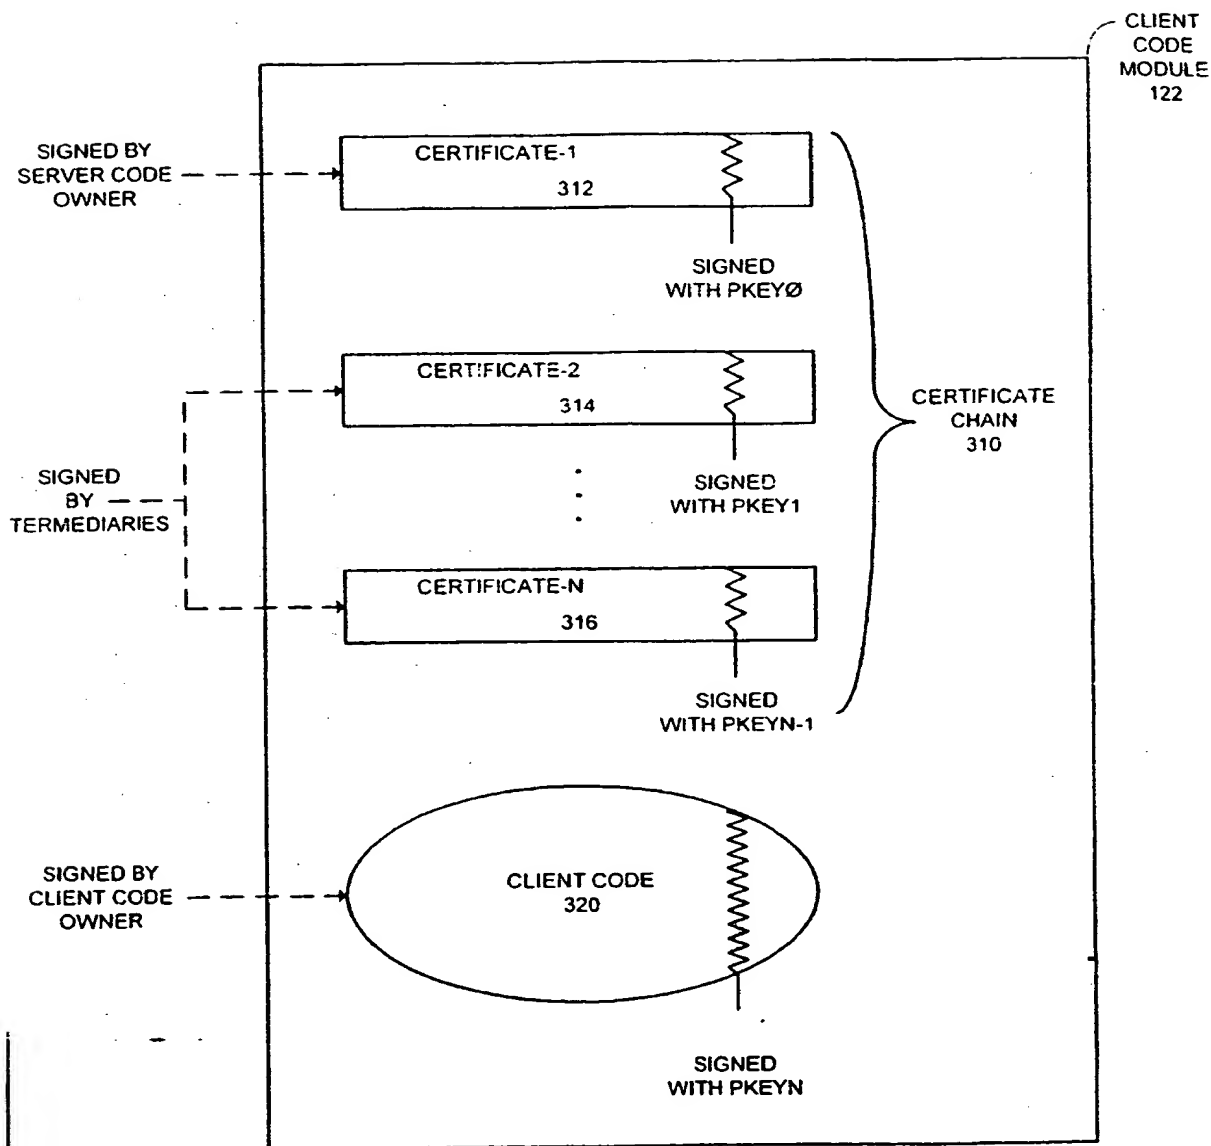 CLIENT
CODE
MODULE
122
SIGNED BY
SERVER CODE
OWNER
CERTIFICATE-1
312
SIGNED
WITH PKEYØ
CERTIFICATE-2
314
SIGNED
WITH PKEY1
CERTIFICATE
CHAIN
310
SIGNED
BY
TERMEDIARIES
CERTIFICATE-N
316
SIGNED
WITH PKEYN-1
SIGNED BY
CLIENT CODE
OWNER
CLIENT CODE
320
SIGNED
WITH PKEYN